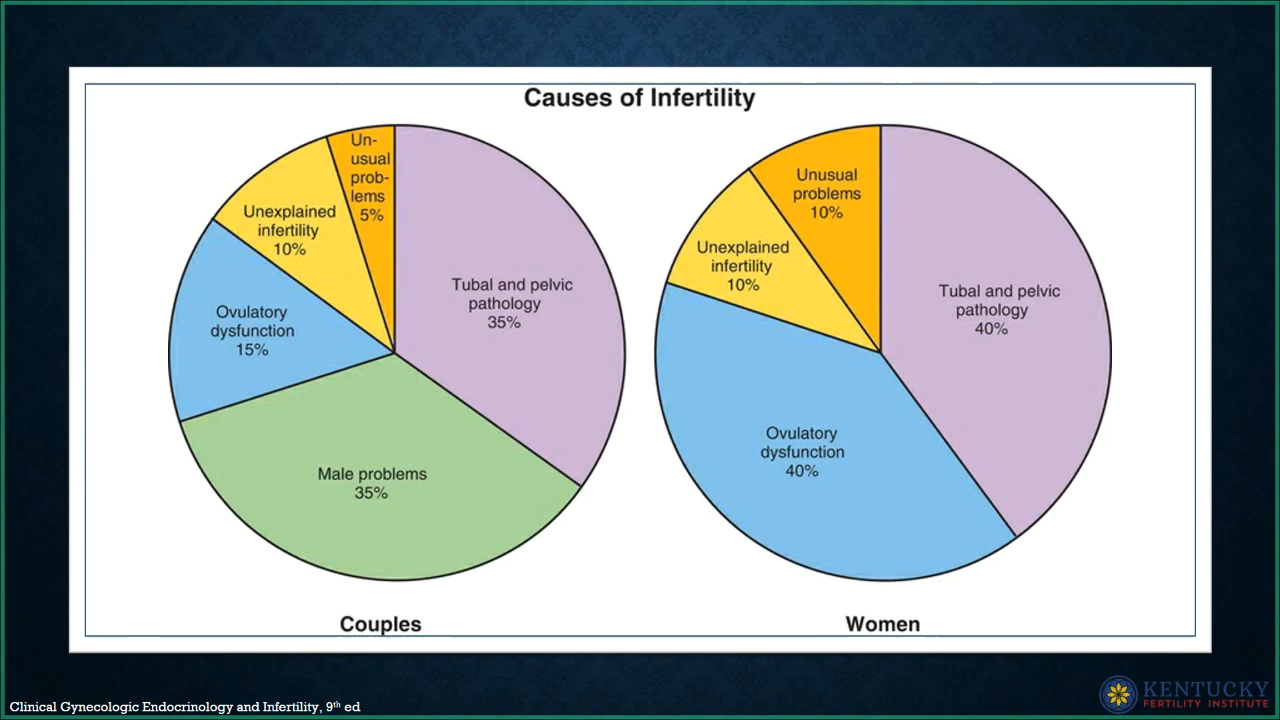 Causes of Infertility
Un-
usual
prob-
lems
5%
Unexplained
infertility
10%
Ovulatory
dysfunction
15%
Tubal and pelvic
pathology
35%
Male problems
35%
Couples
Unusual
problems
10%
Unexplained
infertility
10%
Tubal and pelvic
pathology
40%
Ovulatory
dysfunction
40%
Women
Clinical Gynecologic Endocrinology and Infertility, 9th ed
KENTUCKY
FERTILITY INSTITUTE